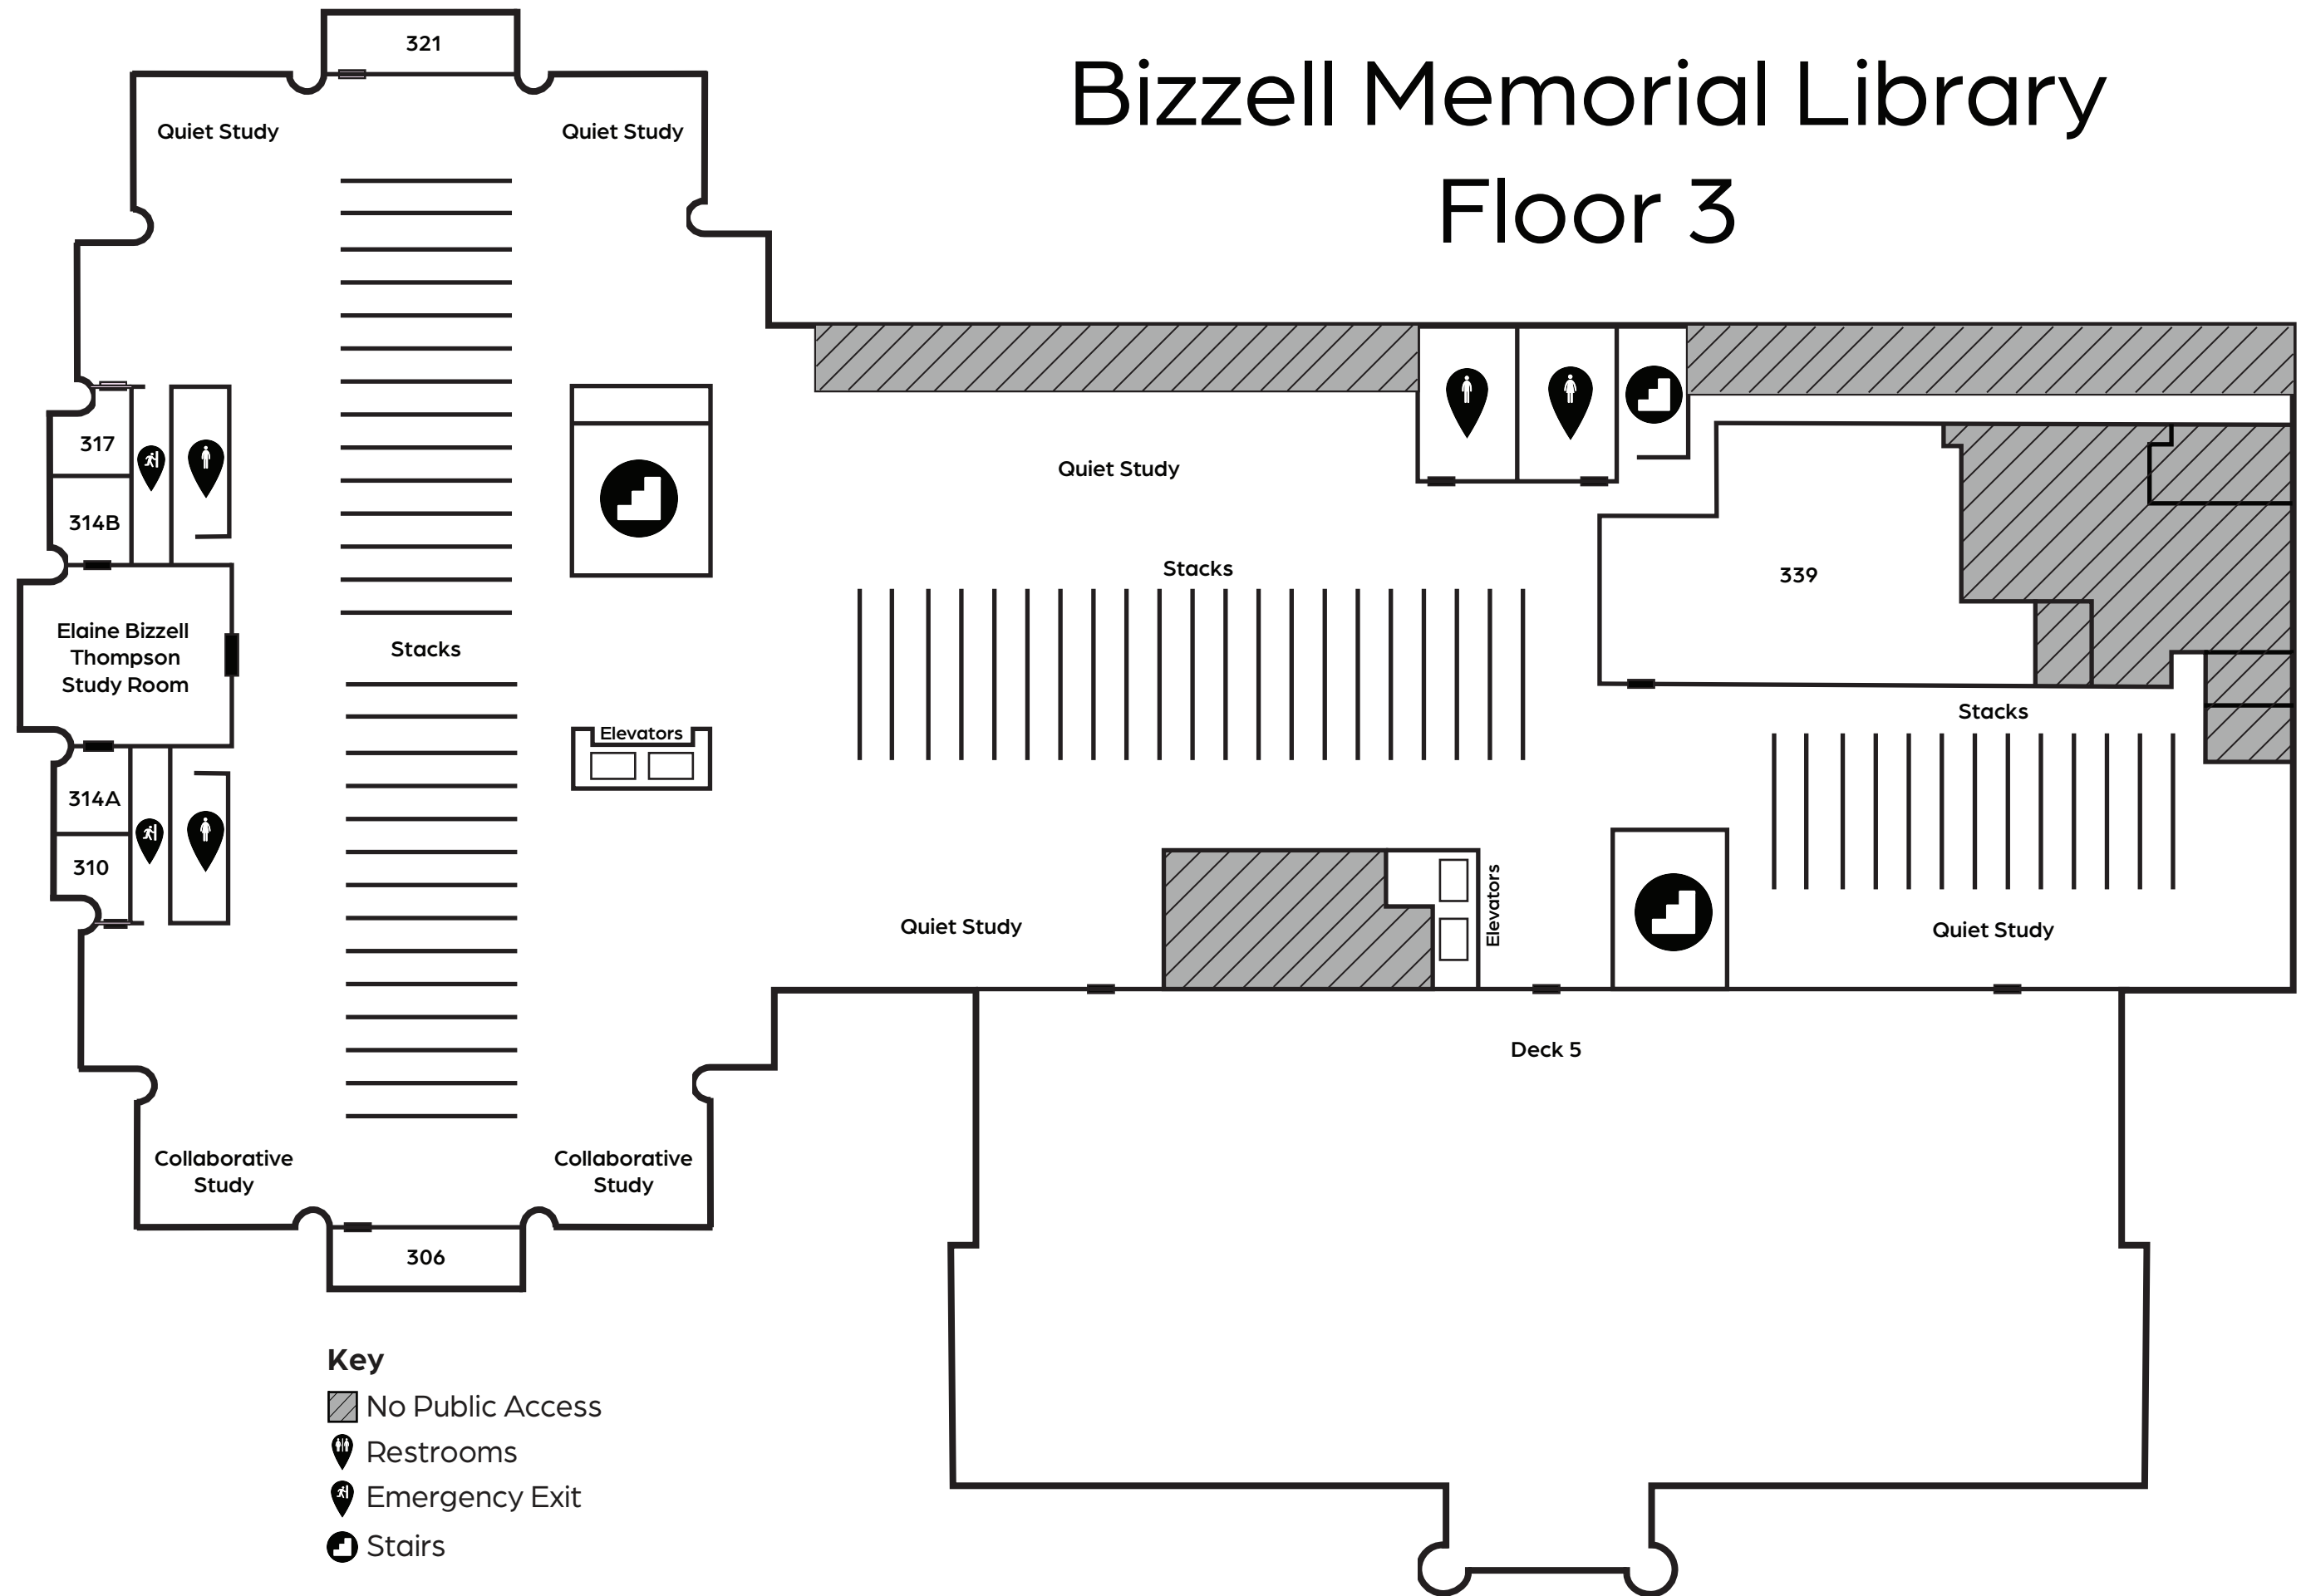 Bizzell Memorial Library
Floor 3
321
Quiet Study
Quiet Study
317
314B
Elaine Bizzell
Thompson
Study Room
314A
310
Stacks
Elevators
Quiet Study
Stacks
339
Stacks
Quiet Study
Elevators
Quiet Study
Deck 5
Collaborative
Study
Collaborative
Study
306
Key
No Public Access
Restrooms
Emergency Exit
Stairs